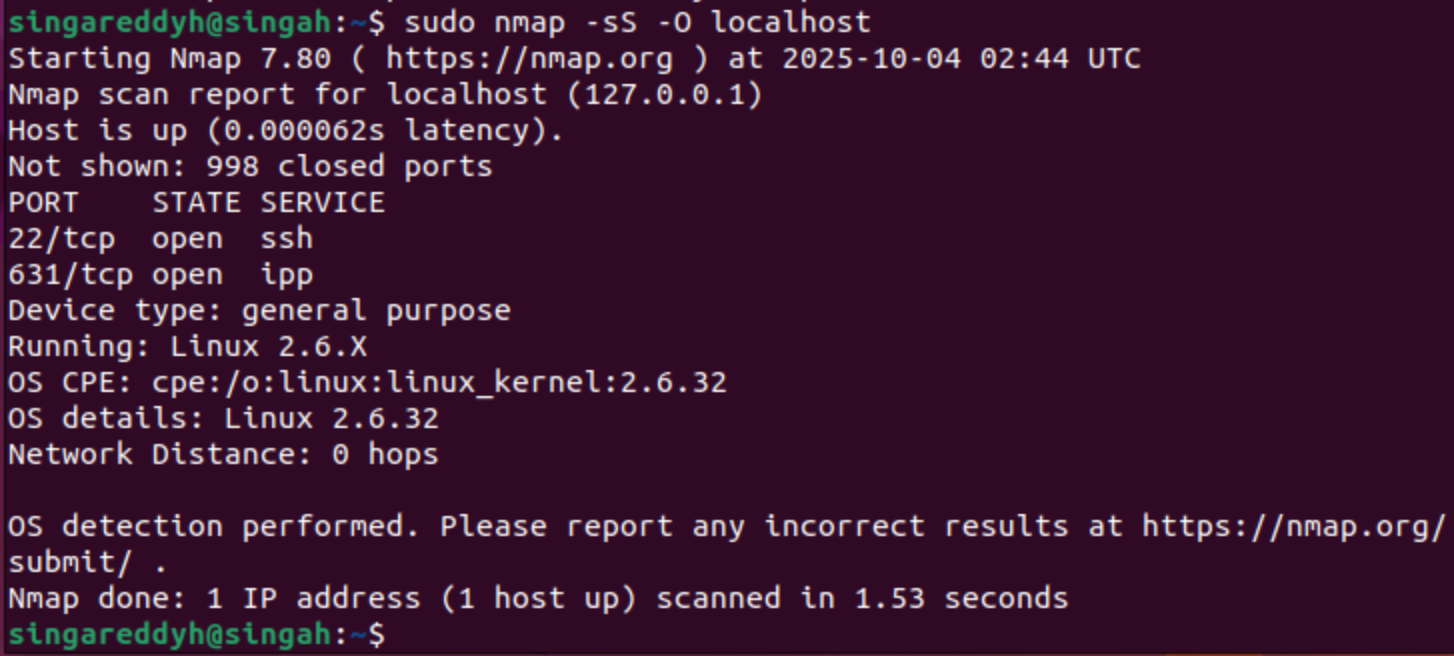 singareddyh@singah:~$ sudo nmap -sS -O localhost
Starting Nmap 7.80 ( https://nmap.org ) at 2025-10-04 02:44 UTC
Nmap scan report for localhost (127.0.0.1)
Host is up (0.000062s latency).
Not shown: 998 closed ports
PORT    STATE SERVICE
22/tcp  open  ssh
631/tcp open  ipp
Device type: general purpose
Running: Linux 2.6.X
OS CPE: cpe:/o:linux:linux_kernel:2.6.32
OS details: Linux 2.6.32
Network Distance: 0 hops

OS detection performed. Please report any incorrect results at https://nmap.org/
submit/ .
Nmap done: 1 IP address (1 host up) scanned in 1.53 seconds
singareddyh@singah:~$